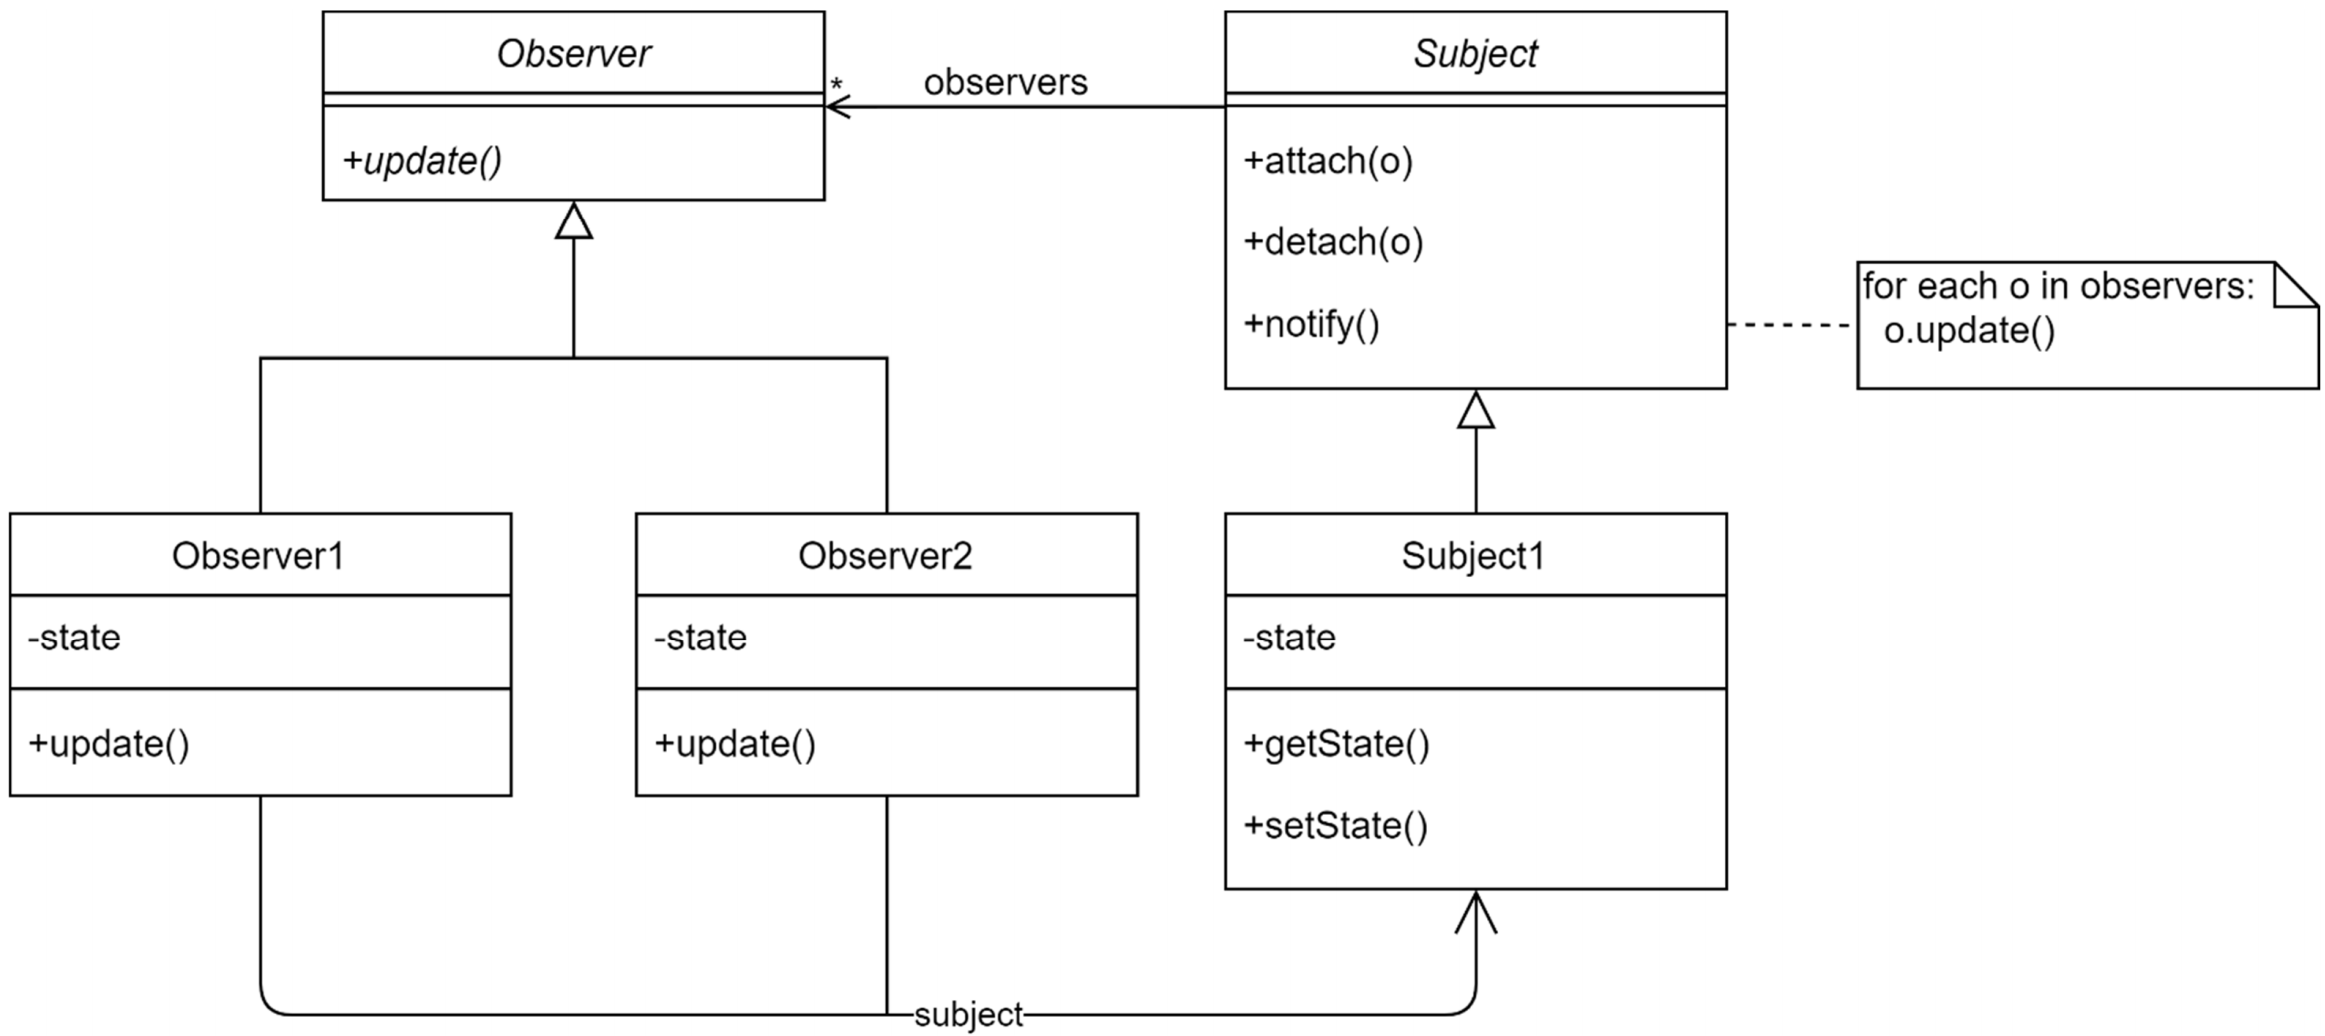 Observer
+update()
*
observers
Subject
+attach(o)
+detach(o)
+notify()
for each o in observers:
o.update()
Observer1
-state
+update()
Observer2
-state
+update()
Subject1
-state
+getState()
+setState()
subject